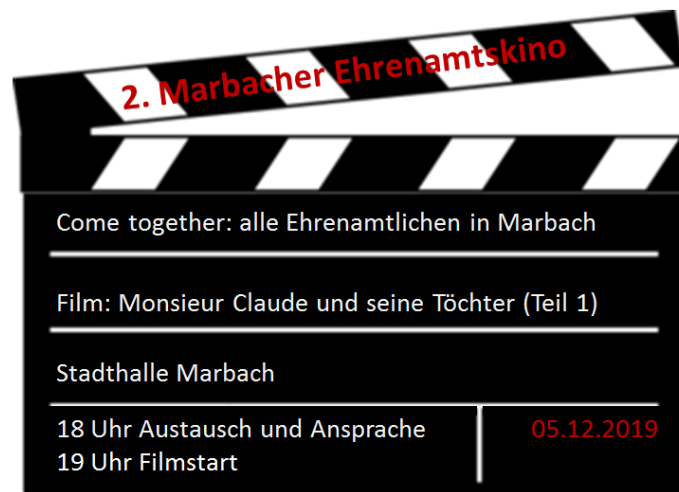 2. Marbacher Ehrenamtskino
Come together: alle Ehrenamtlichen in Marbach
Film: Monsieur Claude und seine Töchter (Teil 1)
Stadthalle Marbach
18 Uhr Austausch und Ansprache
05.12.2019
19 Uhr Filmstart